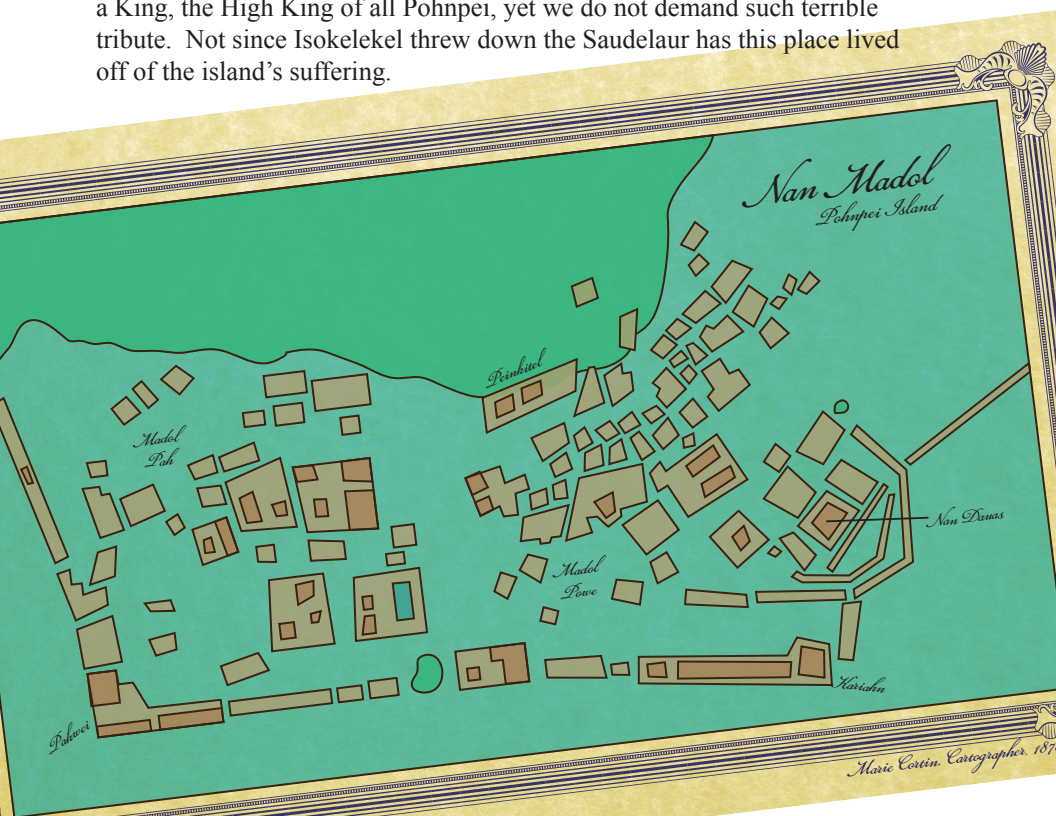 a King, the High King of all Pohnpei, yet we do not demand such terrible
tribute.  Not since Isokelekel threw down the Saudelaur has this place lived
off of the island’s suffering.
Nan Madol
Pohnpei Island
Peinkitel
Madol
Pah
Nan Dauas
Madol
Powe
Kariahn
Pahwei
Marie Cortin. Cartographer.